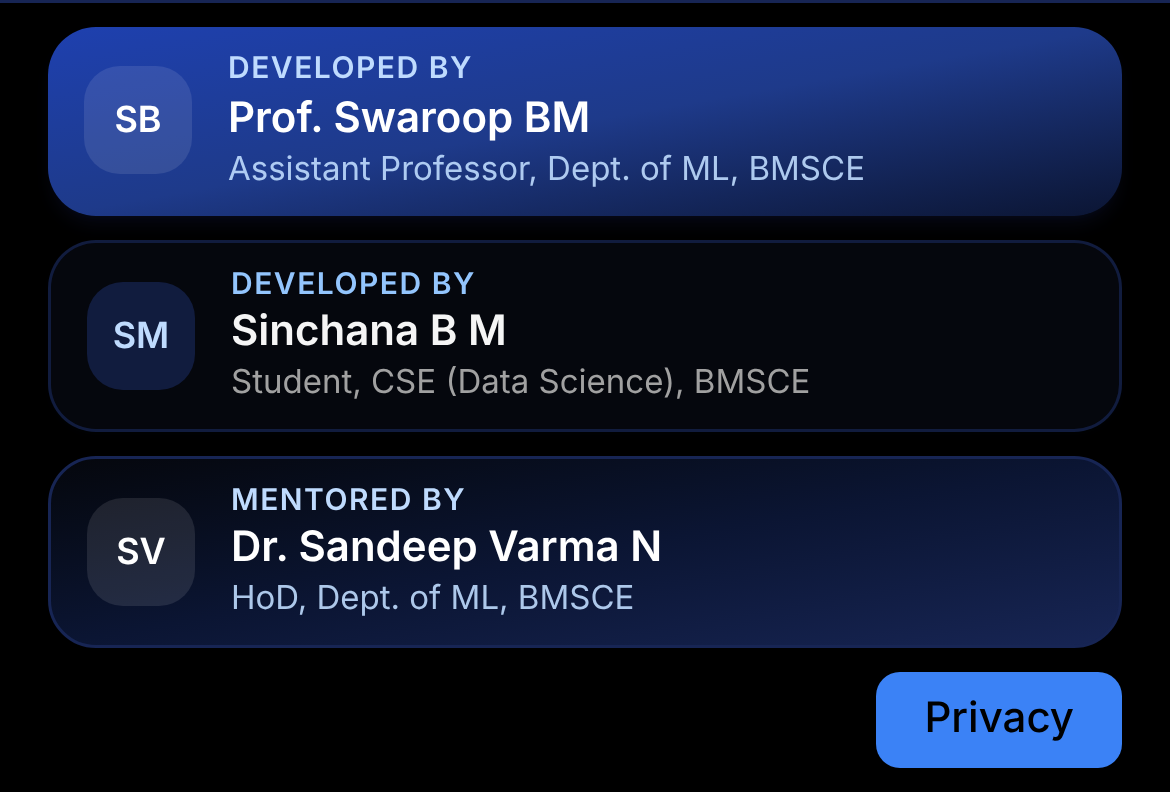 SB
DEVELOPED BY
Prof. Swaroop BM
Assistant Professor, Dept. of ML, BMSCE
SM
DEVELOPED BY
Sinchana B M
Student, CSE (Data Science), BMSCE
SV
MENTORED BY
Dr. Sandeep Varma N
HoD, Dept. of ML, BMSCE
Privacy